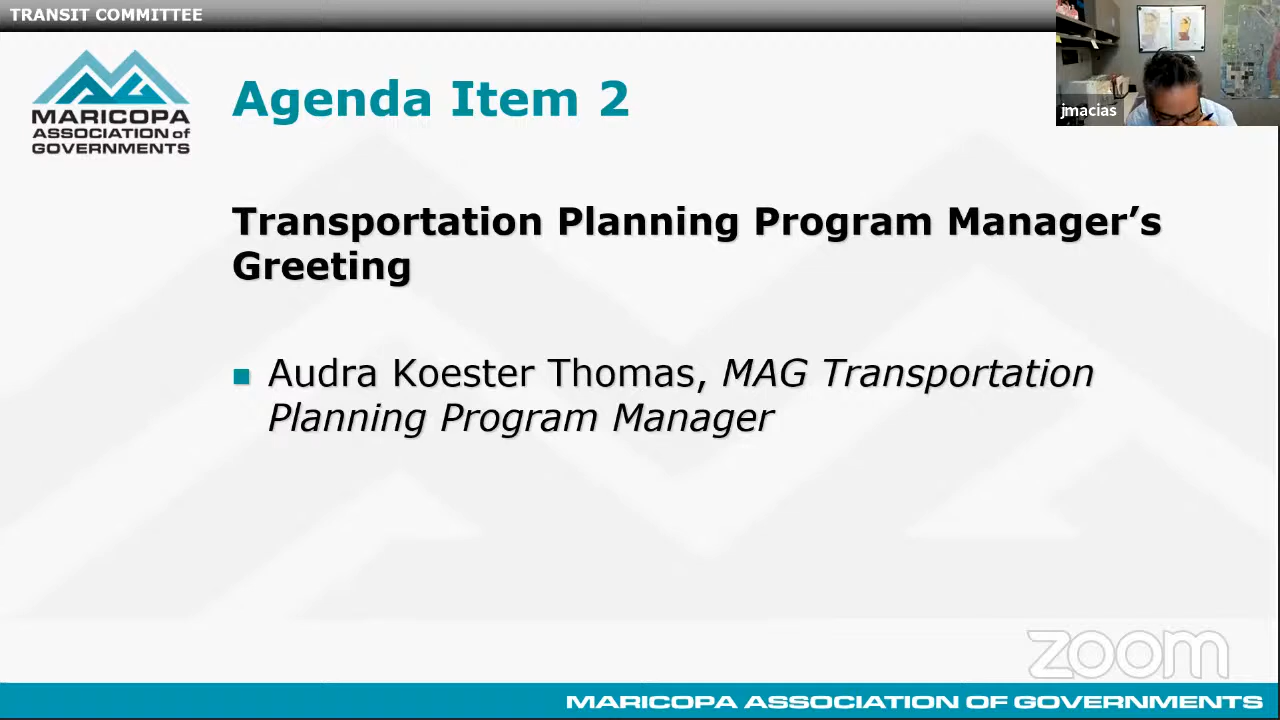 TRANSIT COMMITTEE
jmacias
MARICOPA
ASSOCIATION of
GOVERNMENTS
Agenda Item 2
Transportation Planning Program Manager’s
Greeting
Audra Koester Thomas, MAG Transportation
Planning Program Manager
zoom
MARICOPA ASSOCIATION OF GOVERNMENTS